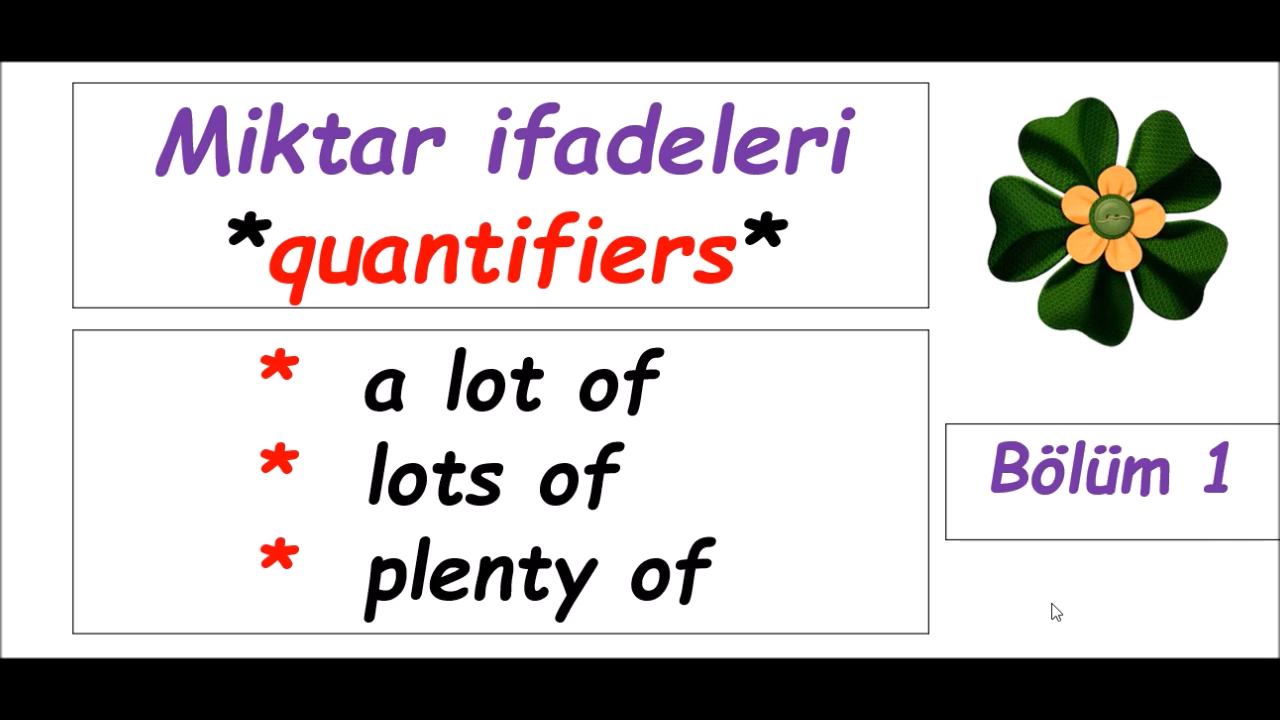 Miktar ifadeleri
*quantifiers*
* a lot of
* lots of
* plenty of
Bölüm 1